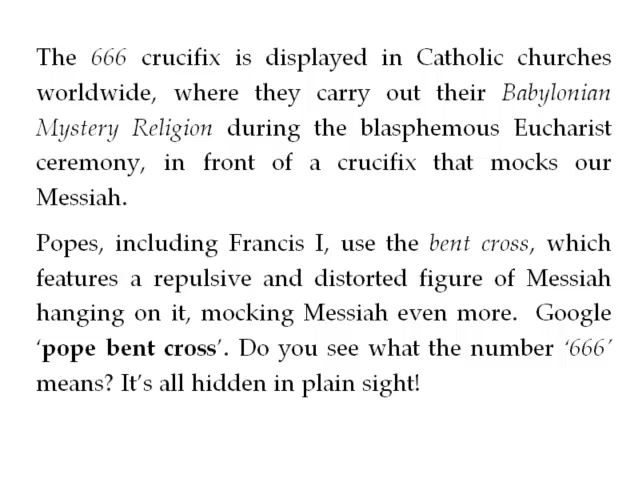 The 666 crucifix is displayed in Catholic churches
worldwide, where they carry out their Babylonian
Mystery Religion during the blasphemous Eucharist
ceremony, in front of a crucifix that mocks our
Messiah.
Popes, including Francis I, use the bent cross, which
features a repulsive and distorted figure of Messiah
hanging on it, mocking Messiah even more. Google
‘pope bent cross’. Do you see what the number ‘666’
means? It’s all hidden in plain sight!